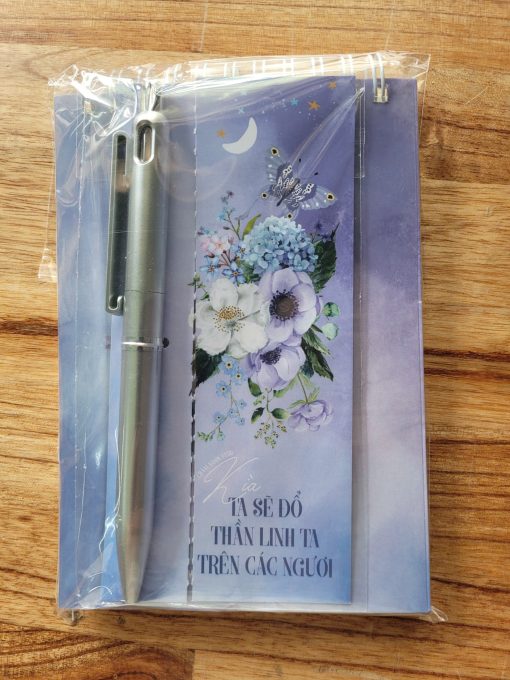 Kìa
TA SẼ ĐỔ
THẦN LINH TA
TRÊN CÁC NGƯƠI